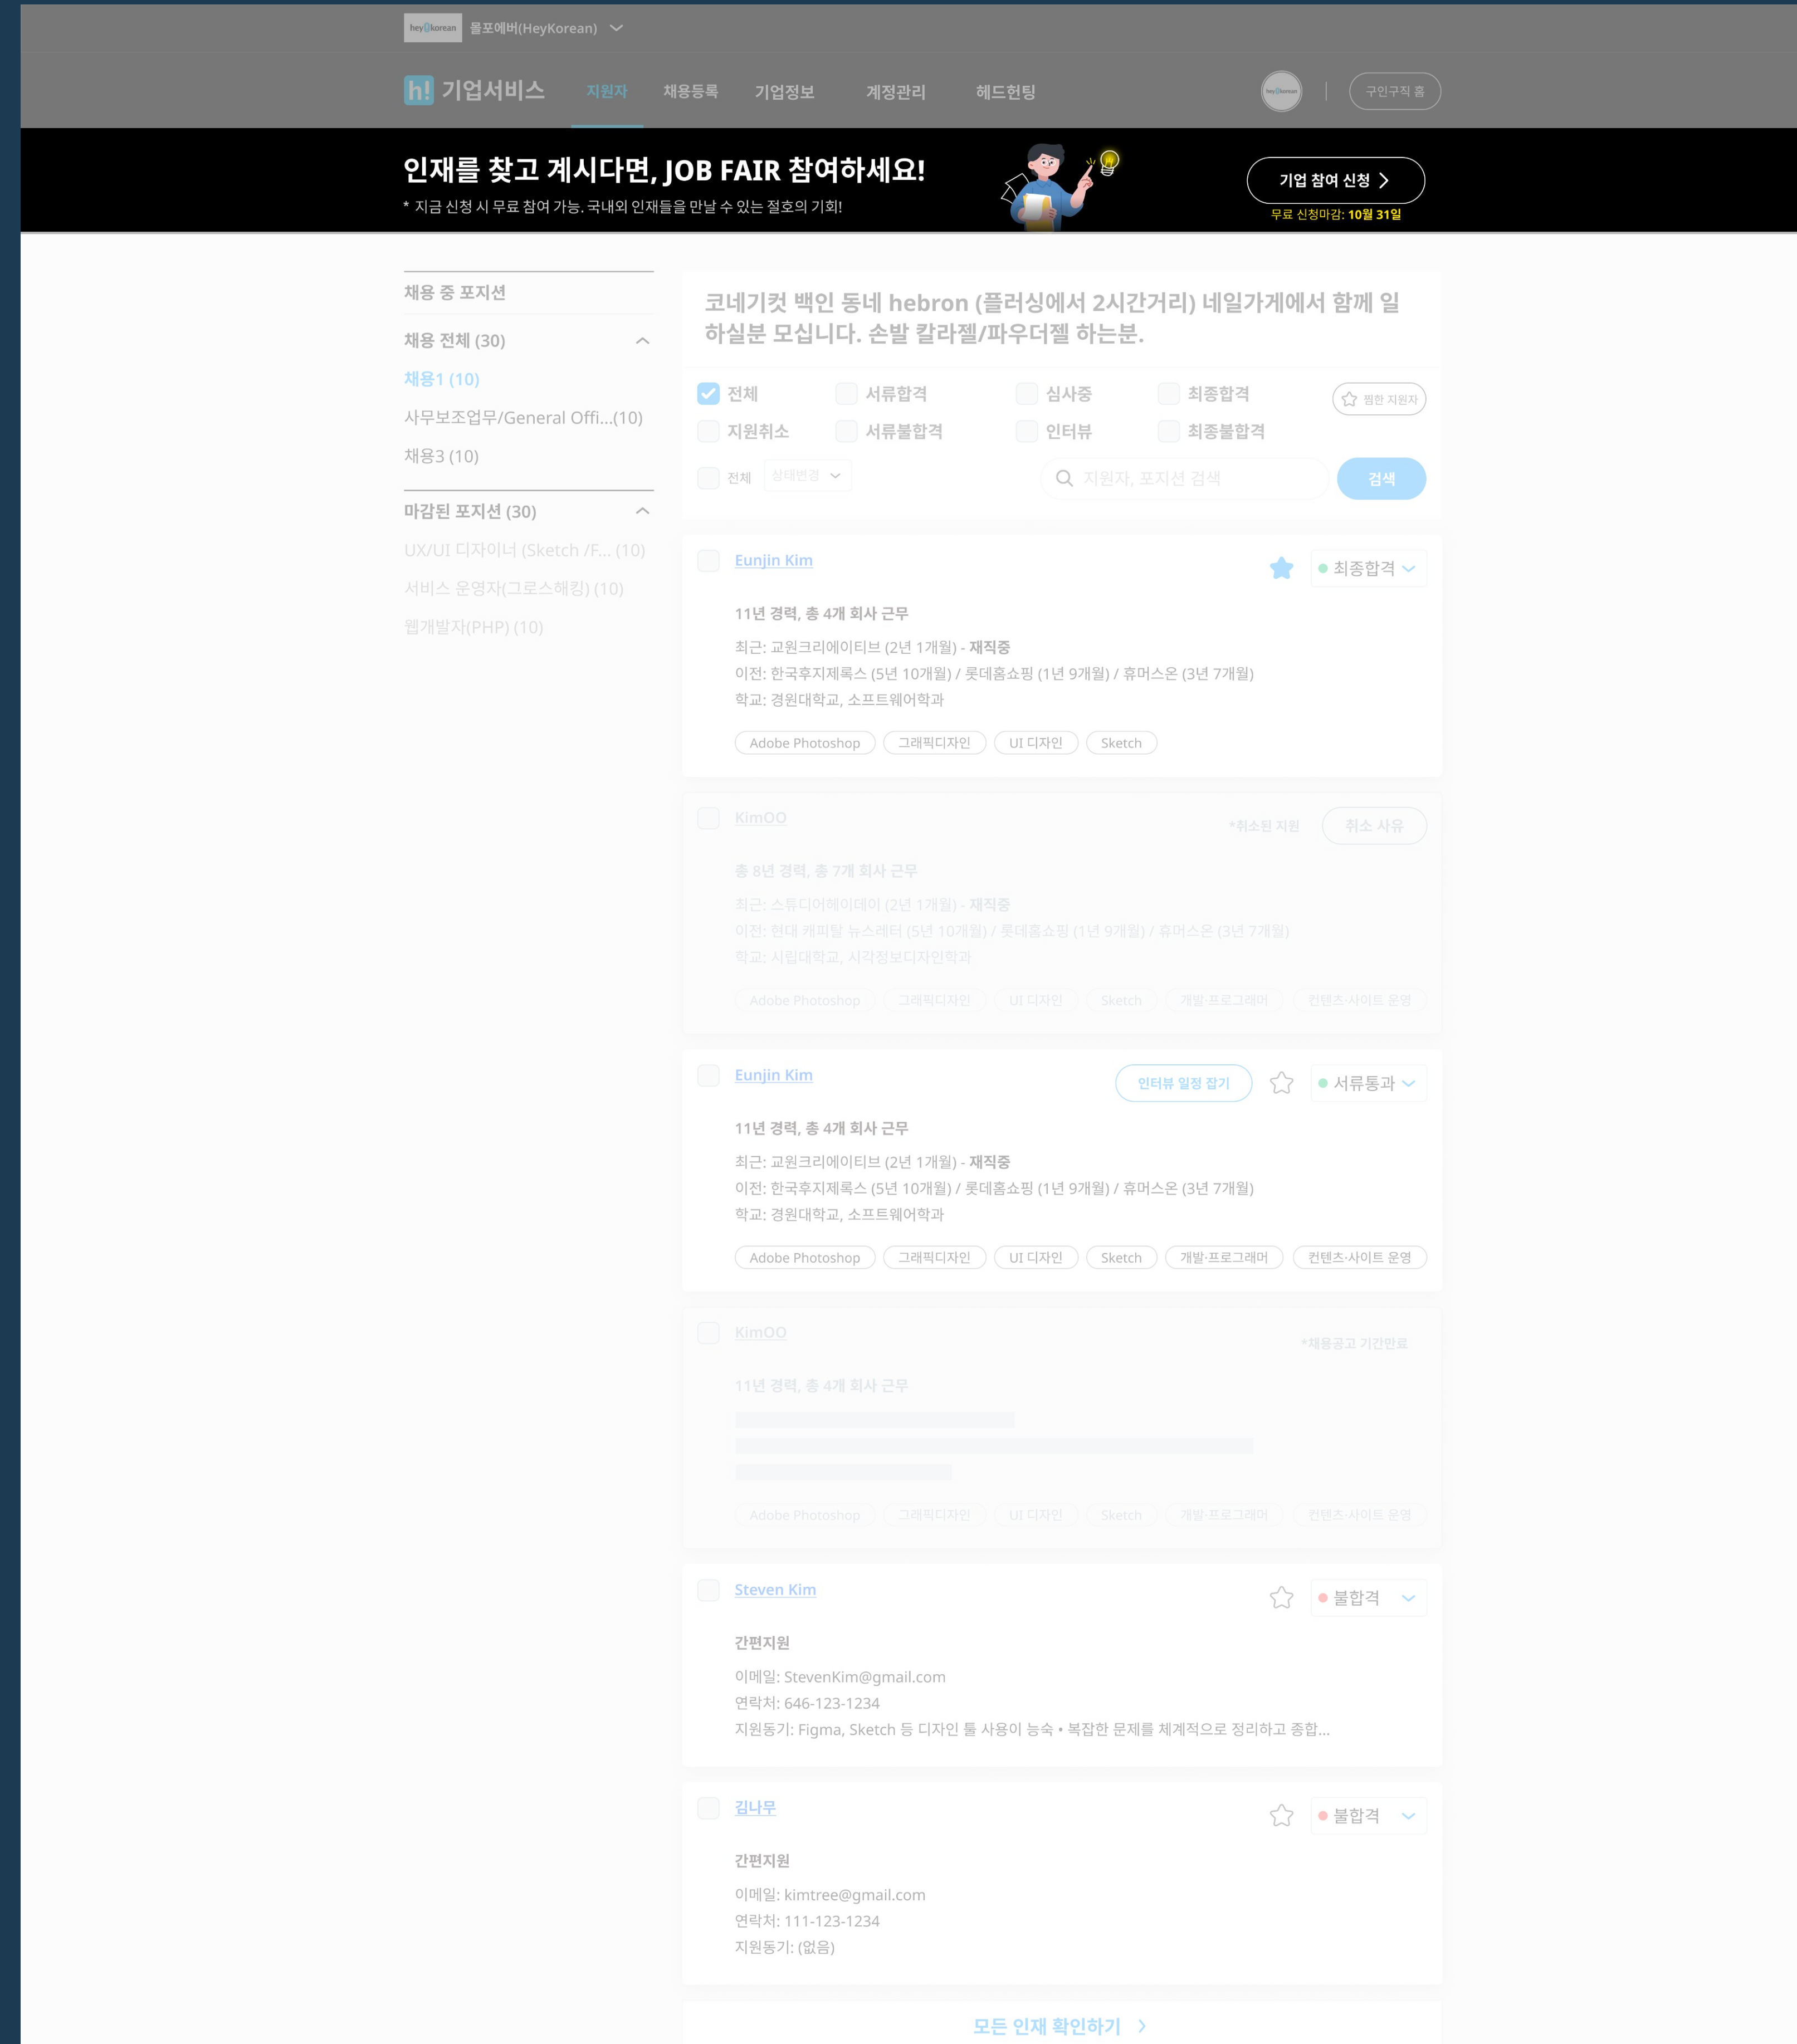 hey!korean 몰포에버(HeyKorean)
h! 기업서비스 지원자 채용등록 기업정보 계정관리 헤드헌팅 hey!korean 구인구직 홈
인재를 찾고 계시다면, JOB FAIR 참여하세요!
* 지금 신청 시 무료 참여 가능. 국내외 인재들을 만날 수 있는 절호의 기회!
기업 참여 신청
무료 신청마감: 10월 31일
채용 중 포지션
채용 전체 (30)
채용1 (10)
사무보조업무/General Offi...(10)
채용3 (10)
마감된 포지션 (30)
UX/UI 디자이너 (Sketch /F... (10)
서비스 운영자(그로스해킹) (10)
웹개발자(PHP) (10)
코네기컷 백인 동네 hebron (플러싱에서 2시간거리) 네일가게에서 함께 일
하실분 모십니다. 손발 칼라젤/파우더젤 하는분.
전체 서류합격 심사중 최종합격 찜한 지원자
지원취소 서류불합격 인터뷰 최종불합격
전체 상태변경 지원자, 포지션 검색 검색
Eunjin Kim 최종합격
11년 경력, 총 4개 회사 근무
최근: 교원크리에이티브 (2년 1개월) - 재직중
이전: 한국후지제록스 (5년 10개월) / 롯데홈쇼핑 (1년 9개월) / 휴머스온 (3년 7개월)
학교: 경원대학교, 소프트웨어학과
Adobe Photoshop 그래픽디자인 UI 디자인 Sketch
KimOO *취소된 지원 취소 사유
총 8년 경력, 총 7개 회사 근무
최근: 스튜디어헤이데이 (2년 1개월) - 재직중
이전: 현대 캐피탈 뉴스레터 (5년 10개월) / 롯데홈쇼핑 (1년 9개월) / 휴머스온 (3년 7개월)
학교: 시립대학교, 시각정보디자인학과
Adobe Photoshop 그래픽디자인 UI 디자인 Sketch 개발·프로그래머 컨텐츠·사이트 운영
Eunjin Kim 인터뷰 일정 잡기 서류통과
11년 경력, 총 4개 회사 근무
최근: 교원크리에이티브 (2년 1개월) - 재직중
이전: 한국후지제록스 (5년 10개월) / 롯데홈쇼핑 (1년 9개월) / 휴머스온 (3년 7개월)
학교: 경원대학교, 소프트웨어학과
Adobe Photoshop 그래픽디자인 UI 디자인 Sketch 개발·프로그래머 컨텐츠·사이트 운영
KimOO *채용공고 기간만료
11년 경력, 총 4개 회사 근무
Adobe Photoshop 그래픽디자인 UI 디자인 Sketch 개발·프로그래머 컨텐츠·사이트 운영
Steven Kim 불합격
간편지원
이메일: StevenKim@gmail.com
연락처: 646-123-1234
지원동기: Figma, Sketch 등 디자인 툴 사용이 능숙 • 복잡한 문제를 체계적으로 정리하고 종합...
김나무 불합격
간편지원
이메일: kimtree@gmail.com
연락처: 111-123-1234
지원동기: (없음)
모든 인재 확인하기